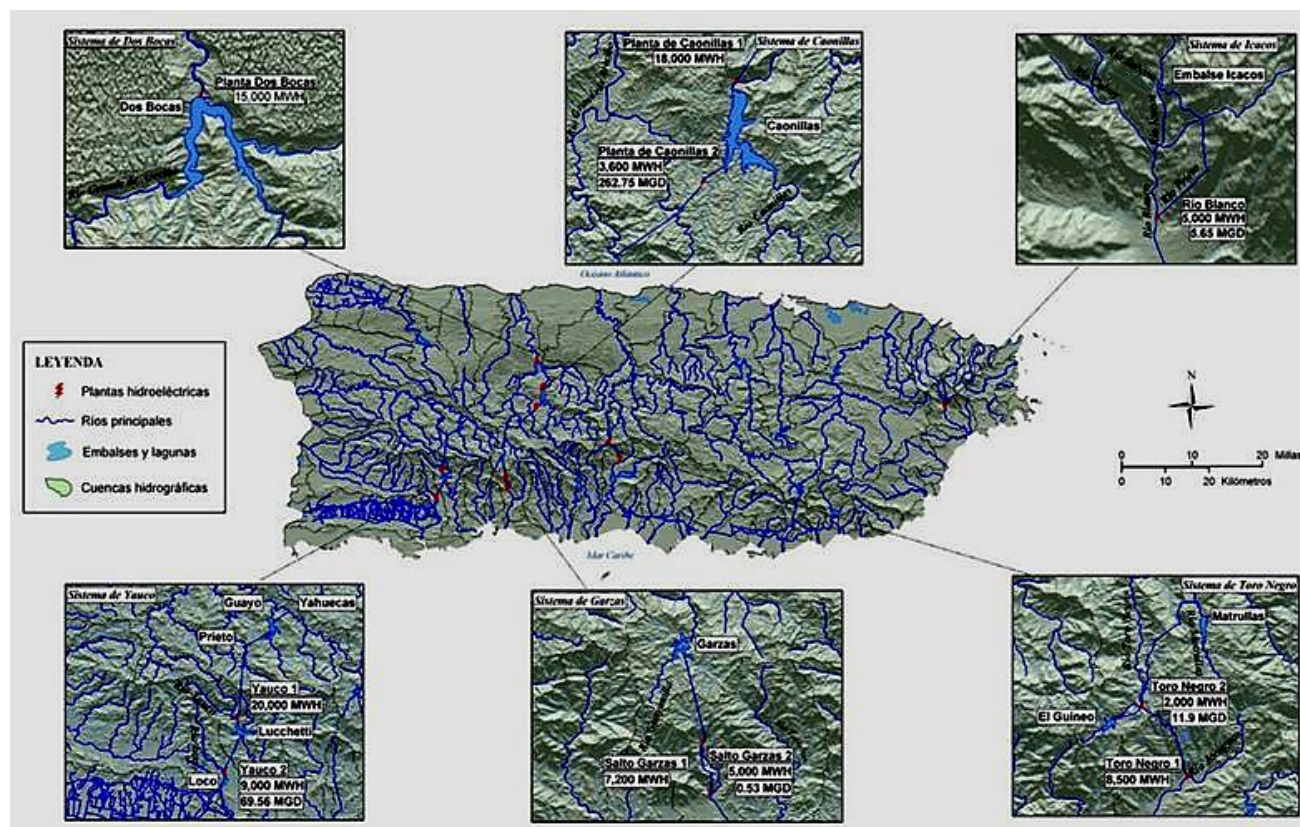 Sistema de Dos Bocas
Planta Dos Bocas
15,000 MWH
Dos Bocas
Planta de Caonillas 1
18,000 MWH
Sistema de Caonillas
Caonillas
Planta de Caonillas 2
3,600 MWH
262.75 MGD
Sistema de Icacos
Embalse Icacos
Río Blanco
Rio Blanco
5,000 MWH
5.65 MGD
Océano Atlántico
LEYENDA
Plantas hidroeléctricas
Ríos principales
Embalses y lagunas
Cuencas hidrográficas
N
0 10 20 Millas
0 10 20 Kilómetros
Mar Caribe
Sistema de Yauco
Guayo
Yahuecas
Prieto
Yauco 1
20,000 MWH
Lucchetti
Loco
Yauco 2
9,000 MWH
69.56 MGD
Sistema de Garzas
Garzas
Salto Garzas 1
7,200 MWH
Salto Garzas 2
5,000 MWH
0.53 MGD
Sistema de Toro Negro
Matrullas
Toro Negro 2
2,000 MWH
11.9 MGD
El Guineo
Toro Negro 1
8,500 MWH